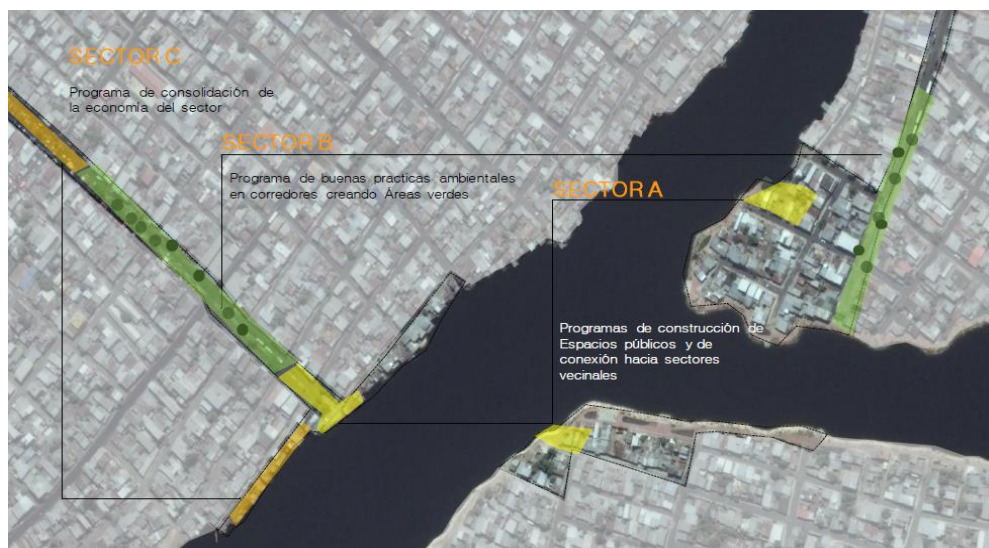 SECTOR C
Programa de consolidación de
la economía del sector
SECTOR B
Programa de buenas practicas ambientales
en corredores creando Áreas verdes
SECTOR A
Programas de construcción de
Espacios públicos y de
conexión hacia sectores
vecinales